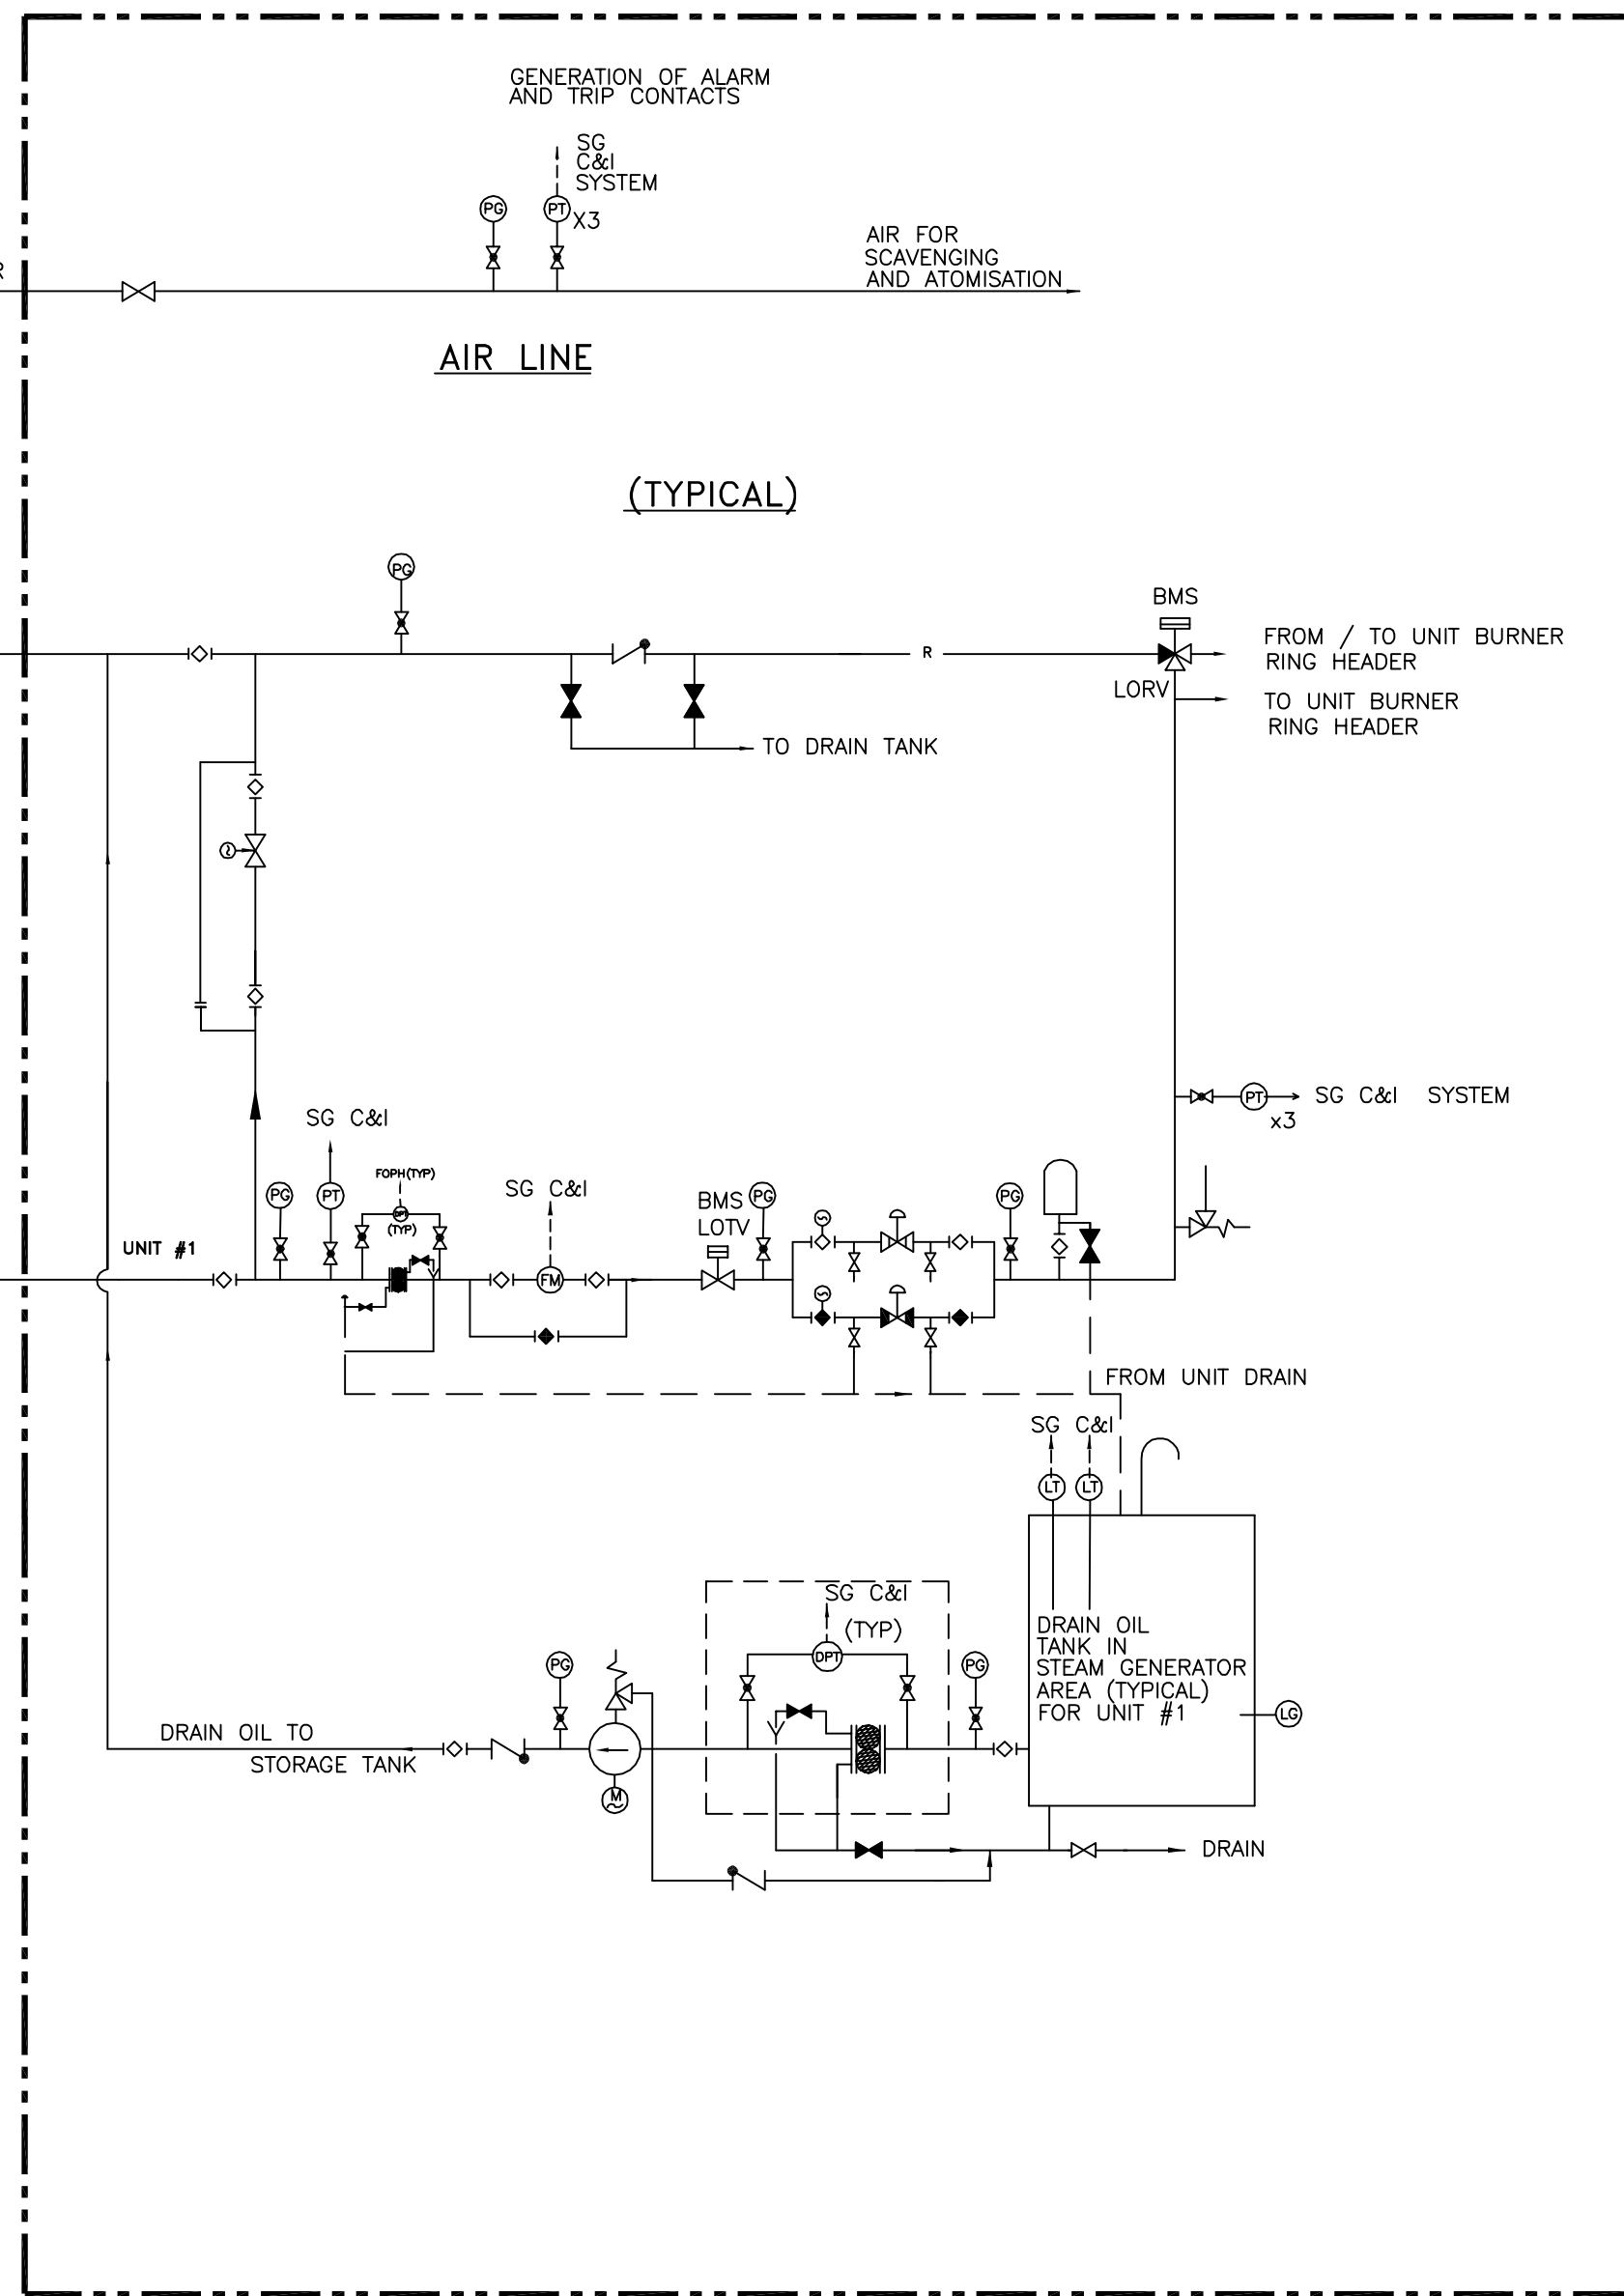 GENERATION OF ALARM
AND TRIP CONTACTS
SG
C&I
SYSTEM
PG
PT
X3
AIR FOR
SCAVENGING
AND ATOMISATION
R
AIR LINE
(TYPICAL)
PG
BMS
FROM / TO UNIT BURNER
RING HEADER
R
LORV
TO UNIT BURNER
RING HEADER
TO DRAIN TANK
SG C&I SYSTEM
PT
x3
SG C&I
FOPH(TYP)
SG C&I
PG
PT
DPT
(TYP)
BMS
LOTV
PG
PG
UNIT #1
FM
FROM UNIT DRAIN
SG C&I
LT
LT
SG C&I
(TYP)
DPT
PG
PG
DRAIN OIL
TANK IN
STEAM GENERATOR
AREA (TYPICAL)
FOR UNIT #1
LG
DRAIN OIL TO
STORAGE TANK
M
DRAIN